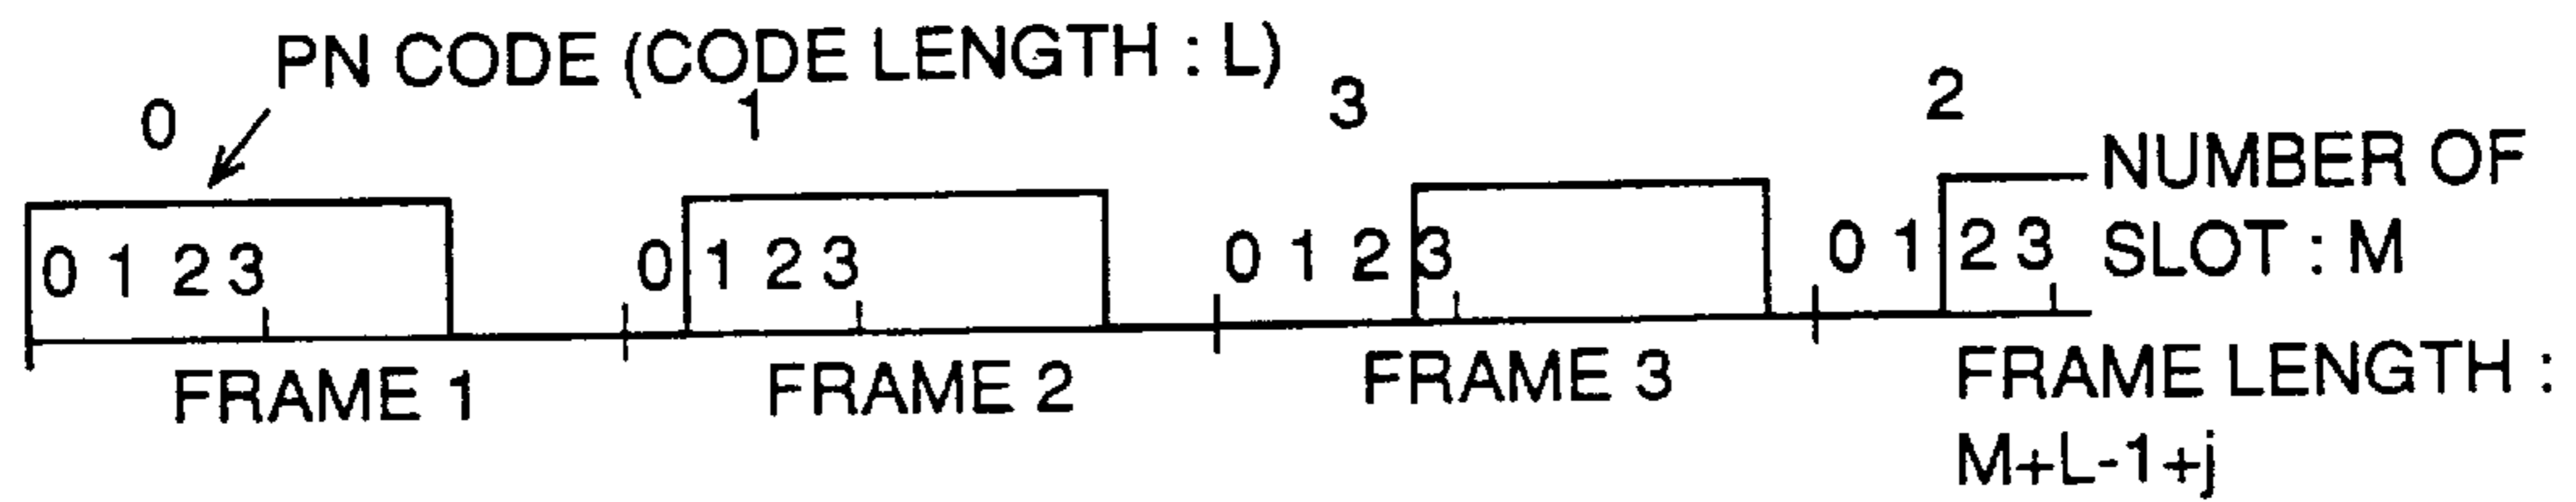 PN CODE (CODE LENGTH : L)
0 1 3 2
0 1 2 3 0 1 2 3 0 1 2 3 0 1 2 3
NUMBER OF
SLOT : M
FRAME 1 FRAME 2 FRAME 3
FRAME LENGTH :
M+L-1+j